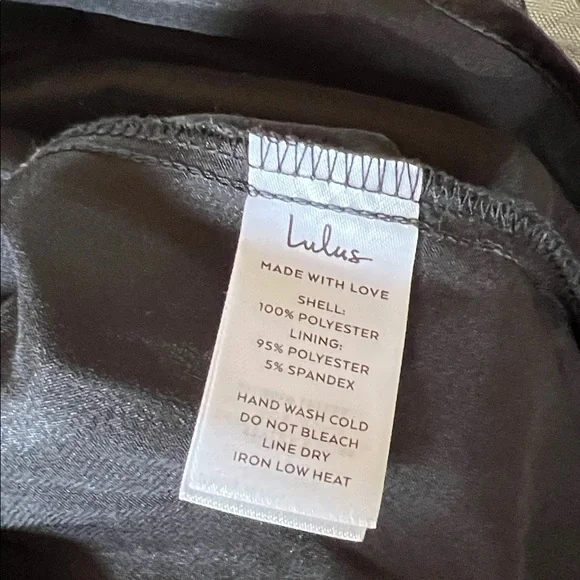 Lulus
MADE WITH LOVE
SHELL:
100% POLYESTER
LINING:
95% POLYESTER
5% SPANDEX
HAND WASH COLD
DO NOT BLEACH
LINE DRY
IRON LOW HEAT